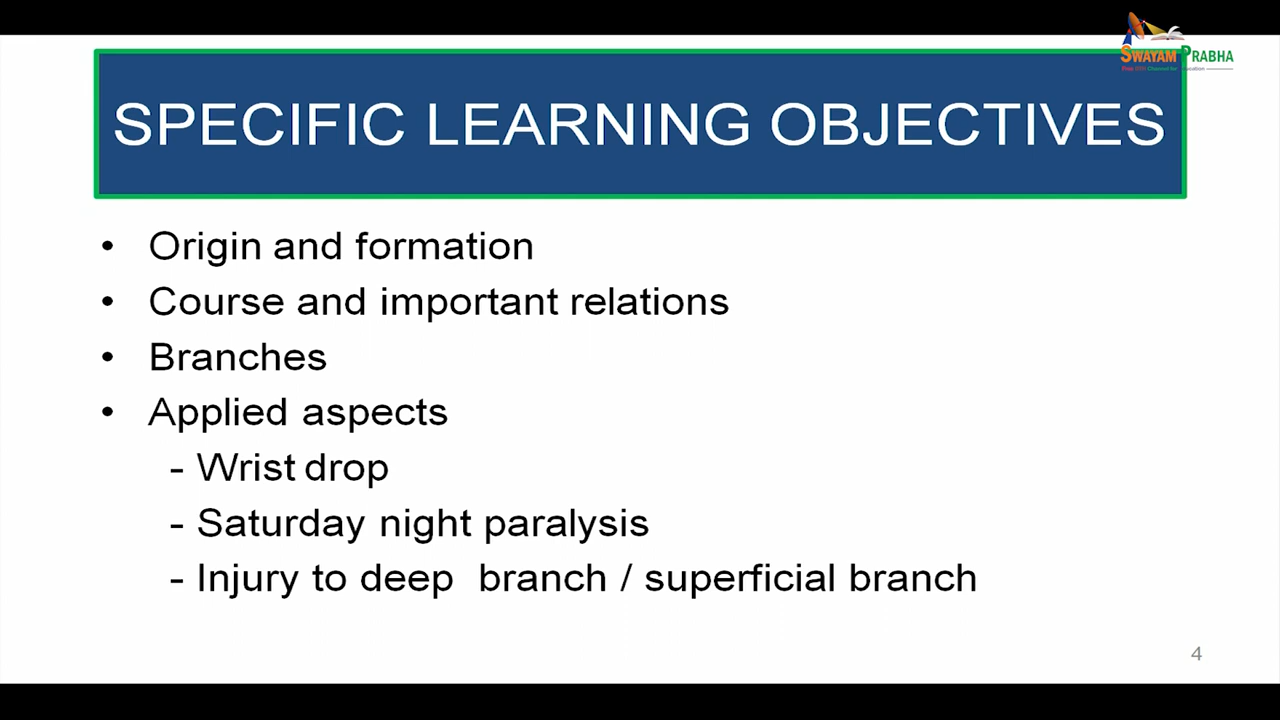 SWAYAM PRABHA
SPECIFIC LEARNING OBJECTIVES
• Origin and formation
• Course and important relations
• Branches
• Applied aspects
- Wrist drop
- Saturday night paralysis
- Injury to deep branch / superficial branch
4